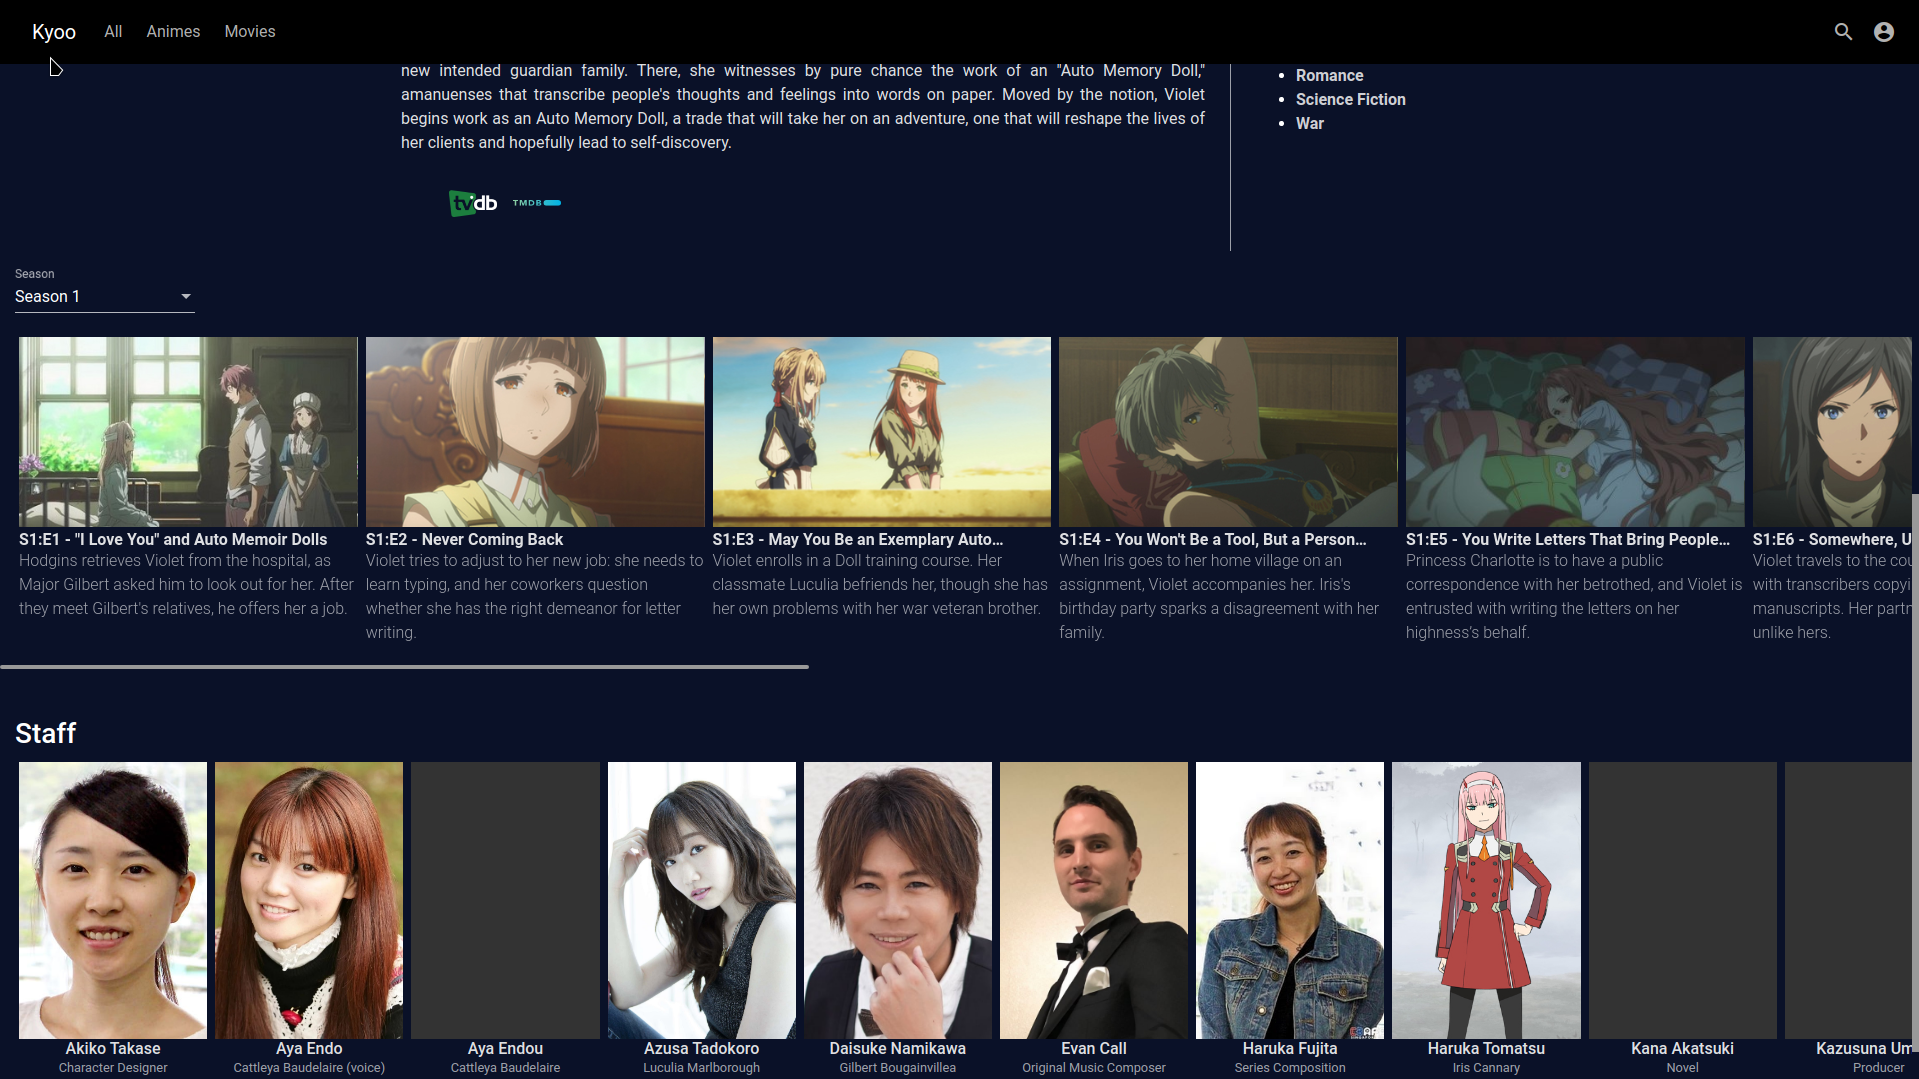 Kyoo All Animes Movies
new intended guardian family. There, she witnesses by pure chance the work of an "Auto Memory Doll,"
amanuenses that transcribe people's thoughts and feelings into words on paper. Moved by the notion, Violet
begins work as an Auto Memory Doll, a trade that will take her on an adventure, one that will reshape the lives of
her clients and hopefully lead to self-discovery.
Romance
Science Fiction
War
tvdb TMDB
Season
Season 1
S1:E1 - "I Love You" and Auto Memoir Dolls
Hodgins retrieves Violet from the hospital, as
Major Gilbert asked him to look out for her. After
they meet Gilbert's relatives, he offers her a job.
S1:E2 - Never Coming Back
Violet tries to adjust to her new job: she needs to
learn typing, and her coworkers question
whether she has the right demeanor for letter
writing.
S1:E3 - May You Be an Exemplary Auto…
Violet enrolls in a Doll training course. Her
classmate Luculia befriends her, though she has
her own problems with her war veteran brother.
S1:E4 - You Won't Be a Tool, But a Person…
When Iris goes to her home village on an
assignment, Violet accompanies her. Iris's
birthday party sparks a disagreement with her
family.
S1:E5 - You Write Letters That Bring People…
Princess Charlotte is to have a public
correspondence with her betrothed, and Violet is
entrusted with writing the letters on her
highness's behalf.
S1:E6 - Somewhere, U
Violet travels to the cou
with transcribers copyi
manuscripts. Her partn
unlike hers.
Staff
Akiko Takase
Character Designer
Aya Endo
Cattleya Baudelaire (voice)
Aya Endou
Cattleya Baudelaire
Azusa Tadokoro
Luculia Marlborough
Daisuke Namikawa
Gilbert Bougainvillea
Evan Call
Original Music Composer
Haruka Fujita
Series Composition
Haruka Tomatsu
Iris Cannary
Kana Akatsuki
Novel
Kazusuna Um
Producer